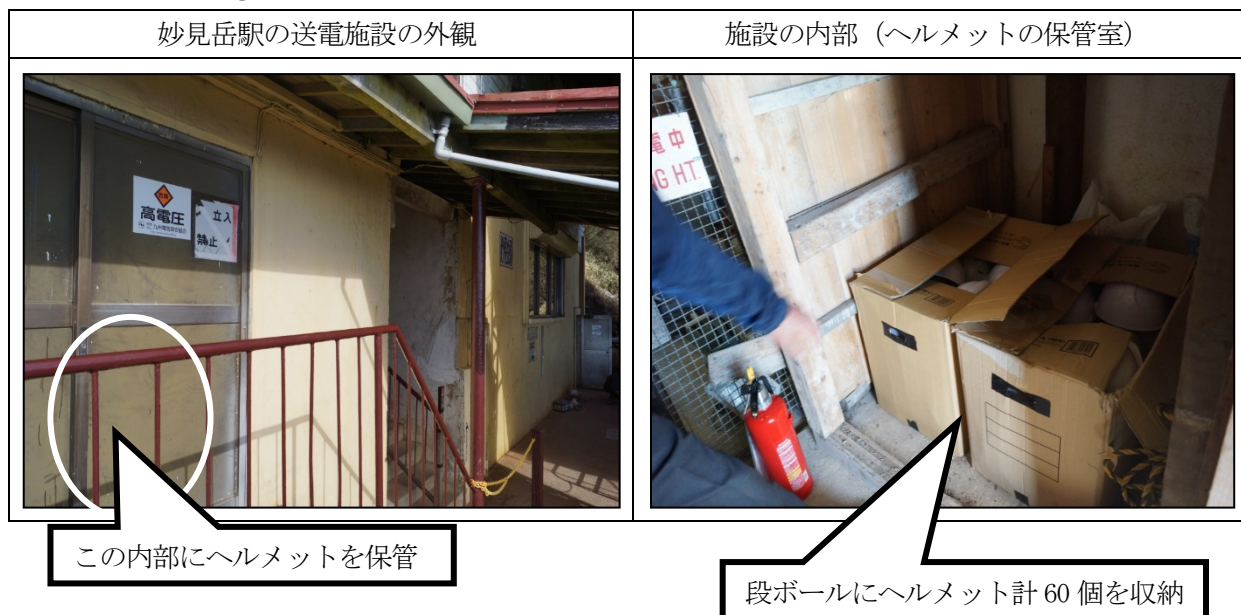 妙見岳駅の送電施設の外観
施設の内部（ヘルメットの保管室）
高電圧
立入
禁止
電中
この内部にヘルメットを保管
段ボールにヘルメット計 60 個を収納